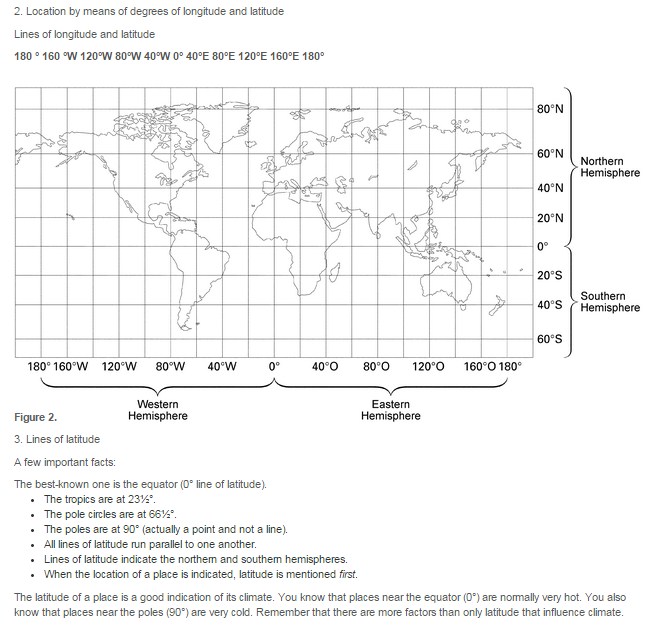 2. Location by means of degrees of longitude and latitude
Lines of longitude and latitude
180 ° 160 °W 120°W 80°W 40°W 0° 40°E 80°E 120°E 160°E 180°
80°N
60°N
Northern
Hemisphere
40°N
20°N
0°
20°S
Southern
Hemisphere
40°S
60°S
180° 160°W 120°W 80°W 40°W 0° 40°O 80°O 120°O 160°O 180°
Western
Hemisphere
Eastern
Hemisphere
Figure 2.
3. Lines of latitude
A few important facts:
The best-known one is the equator (0° line of latitude).
• The tropics are at 23½°.
• The pole circles are at 66½°.
• The poles are at 90° (actually a point and not a line).
• All lines of latitude run parallel to one another.
• Lines of latitude indicate the northern and southern hemispheres.
• When the location of a place is indicated, latitude is mentioned first.
The latitude of a place is a good indication of its climate. You know that places near the equator (0°) are normally very hot. You also
know that places near the poles (90°) are very cold. Remember that there are more factors than only latitude that influence climate.